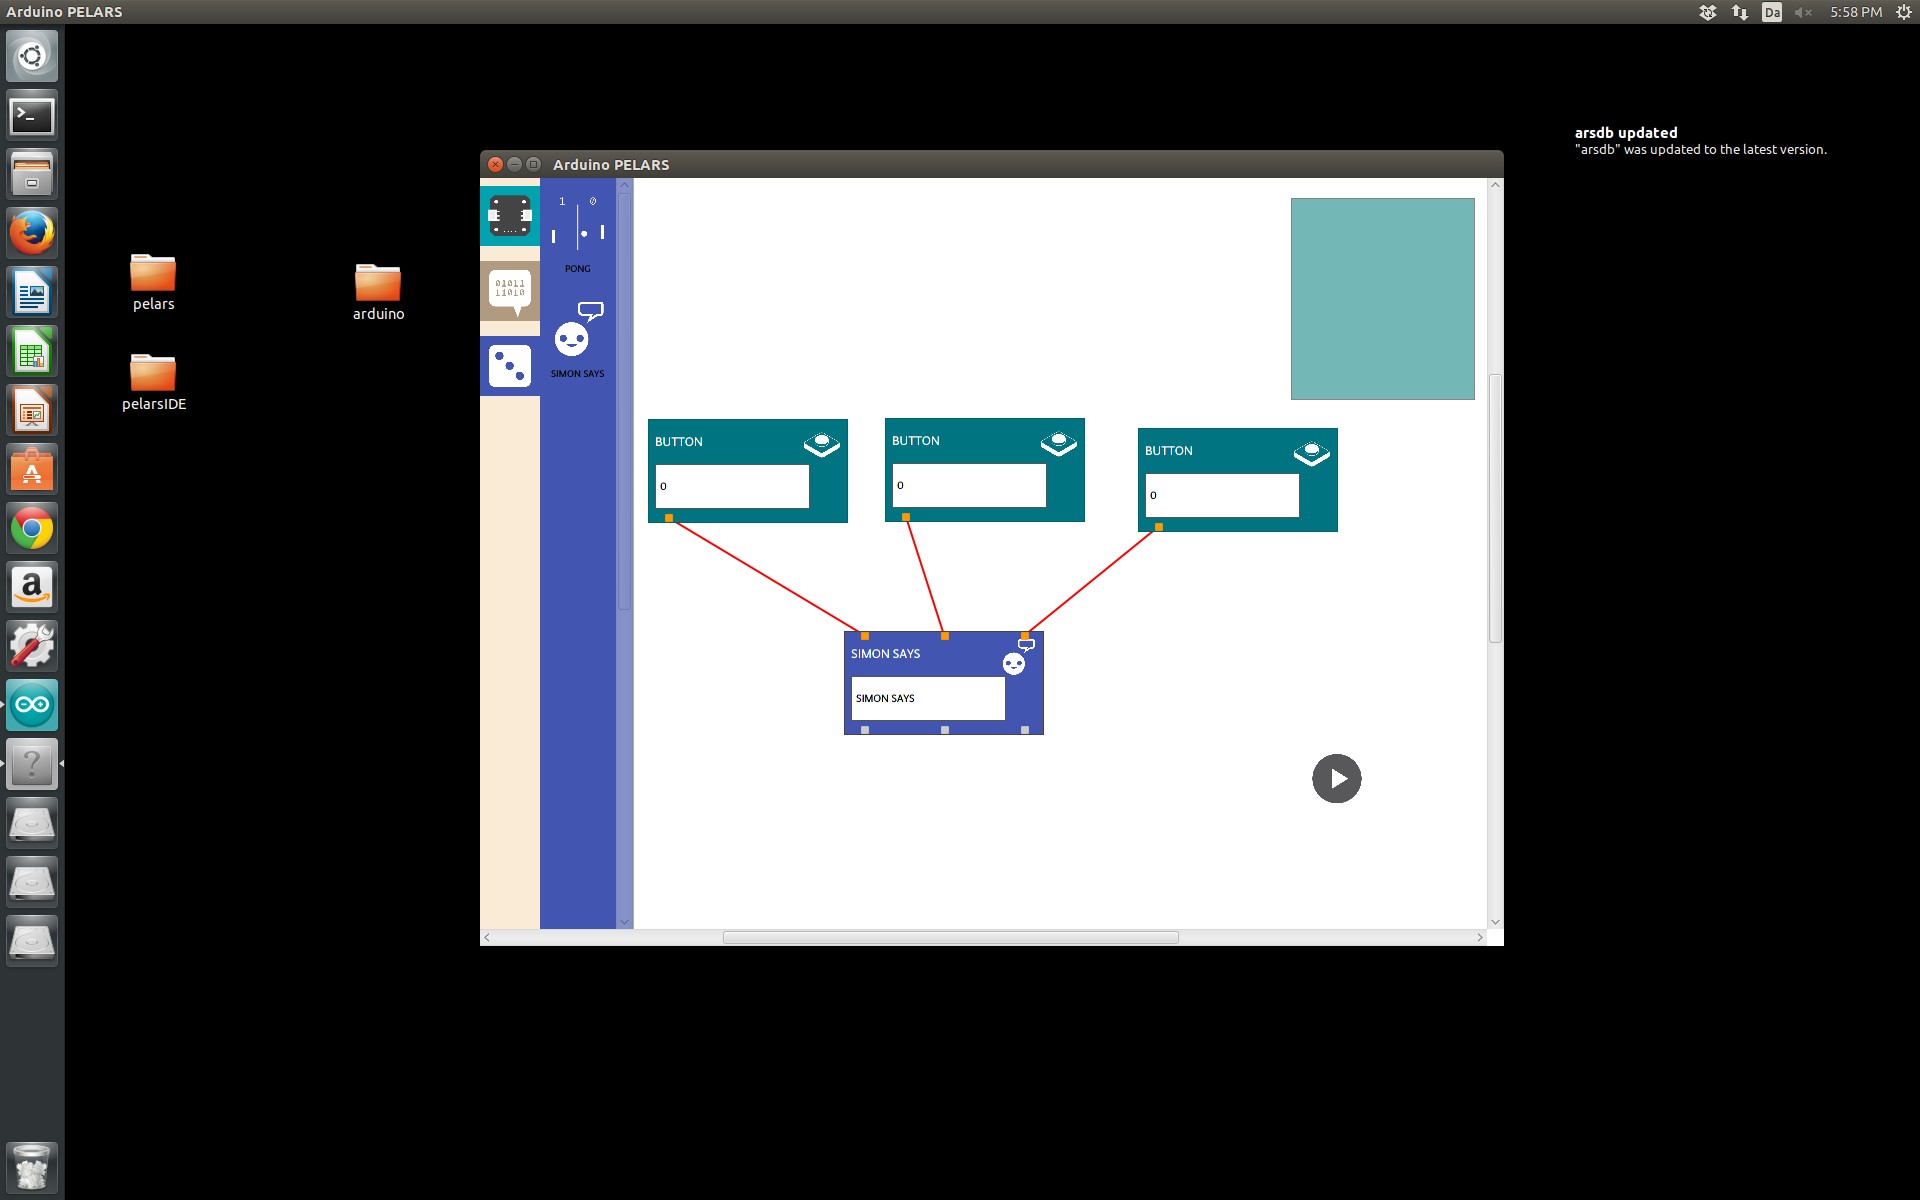 Arduino PELARS
Da
5:58 PM
arsdb updated
"arsdb" was updated to the latest version.
pelars
arduino
pelarsIDE
Arduino PELARS
1 0
PONG
01011
11010
SIMON SAYS
BUTTON
0
BUTTON
0
BUTTON
0
SIMON SAYS
SIMON SAYS
>_
A
a
?